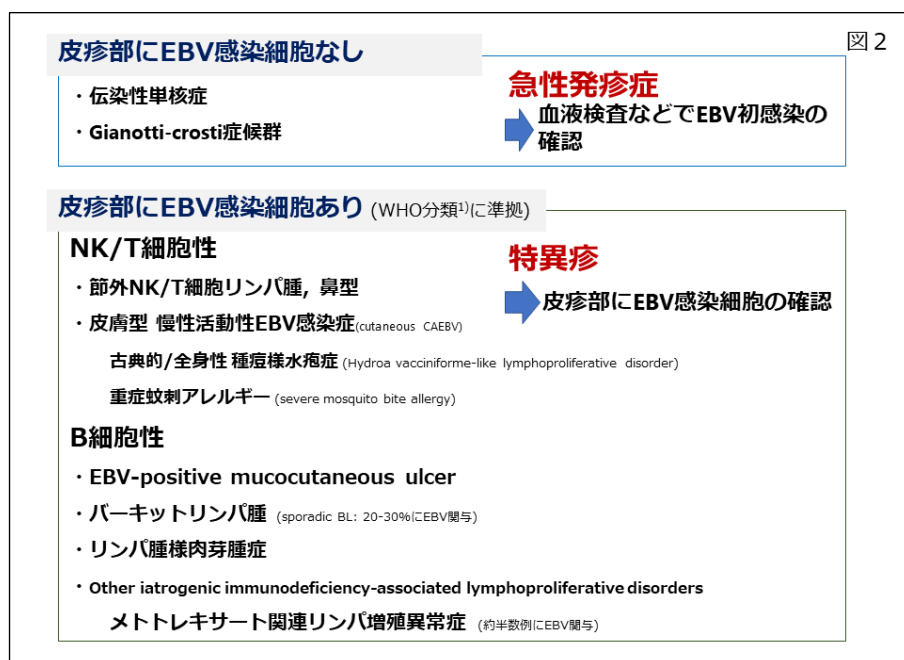 図２
皮疹部にEBV感染細胞なし
・伝染性単核症
・Gianotti-crosti症候群
急性発疹症
血液検査などでEBV初感染の
確認
皮疹部にEBV感染細胞あり (WHO分類1)に準拠)
NK/T細胞性
・節外NK/T細胞リンパ腫, 鼻型
・皮膚型 慢性活動性EBV感染症(cutaneous CAEBV)
古典的/全身性 種痘様水疱症 (Hydroa vacciniforme-like lymphoproliferative disorder)
重症蚊刺アレルギー (severe mosquito bite allergy)
特異疹
皮疹部にEBV感染細胞の確認
B細胞性
・EBV-positive mucocutaneous ulcer
・バーキットリンパ腫 (sporadic BL: 20-30%にEBV関与)
・リンパ腫様肉芽腫症
・Other iatrogenic immunodeficiency-associated lymphoproliferative disorders
メトトレキサート関連リンパ増殖異常症 (約半数例にEBV関与)